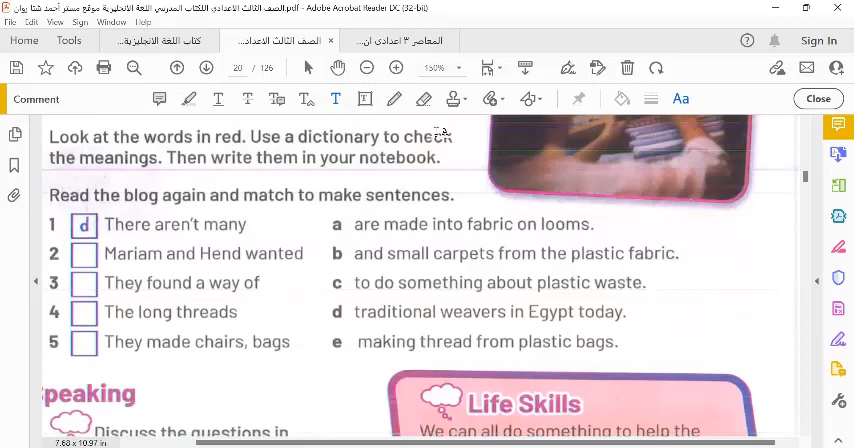 الصف الثالث الاعدادي اللكتاب المدرسي اللغة الانجليزية موقع مستر أحمد شتا روان.pdf - Adobe Acrobat Reader DC (32-bit)
File Edit View Sign Window Help
Home Tools كتاب اللغة الانجليزية... الصف الثالث الاعداد... × المعاصر ٣ اعدادى ان... Sign In
20 / 126 150%
Comment Close
Look at the words in red. Use a dictionary to check
the meanings. Then write them in your notebook.
Read the blog again and match to make sentences.
1 d There aren't many a are made into fabric on looms.
2 Mariam and Hend wanted b and small carpets from the plastic fabric.
3 They found a way of c to do something about plastic waste.
4 The long threads d traditional weavers in Egypt today.
5 They made chairs, bags e making thread from plastic bags.
peaking
Life Skills
Discuss the questions in
We can all do something to help the
7.68 x 10.97 in